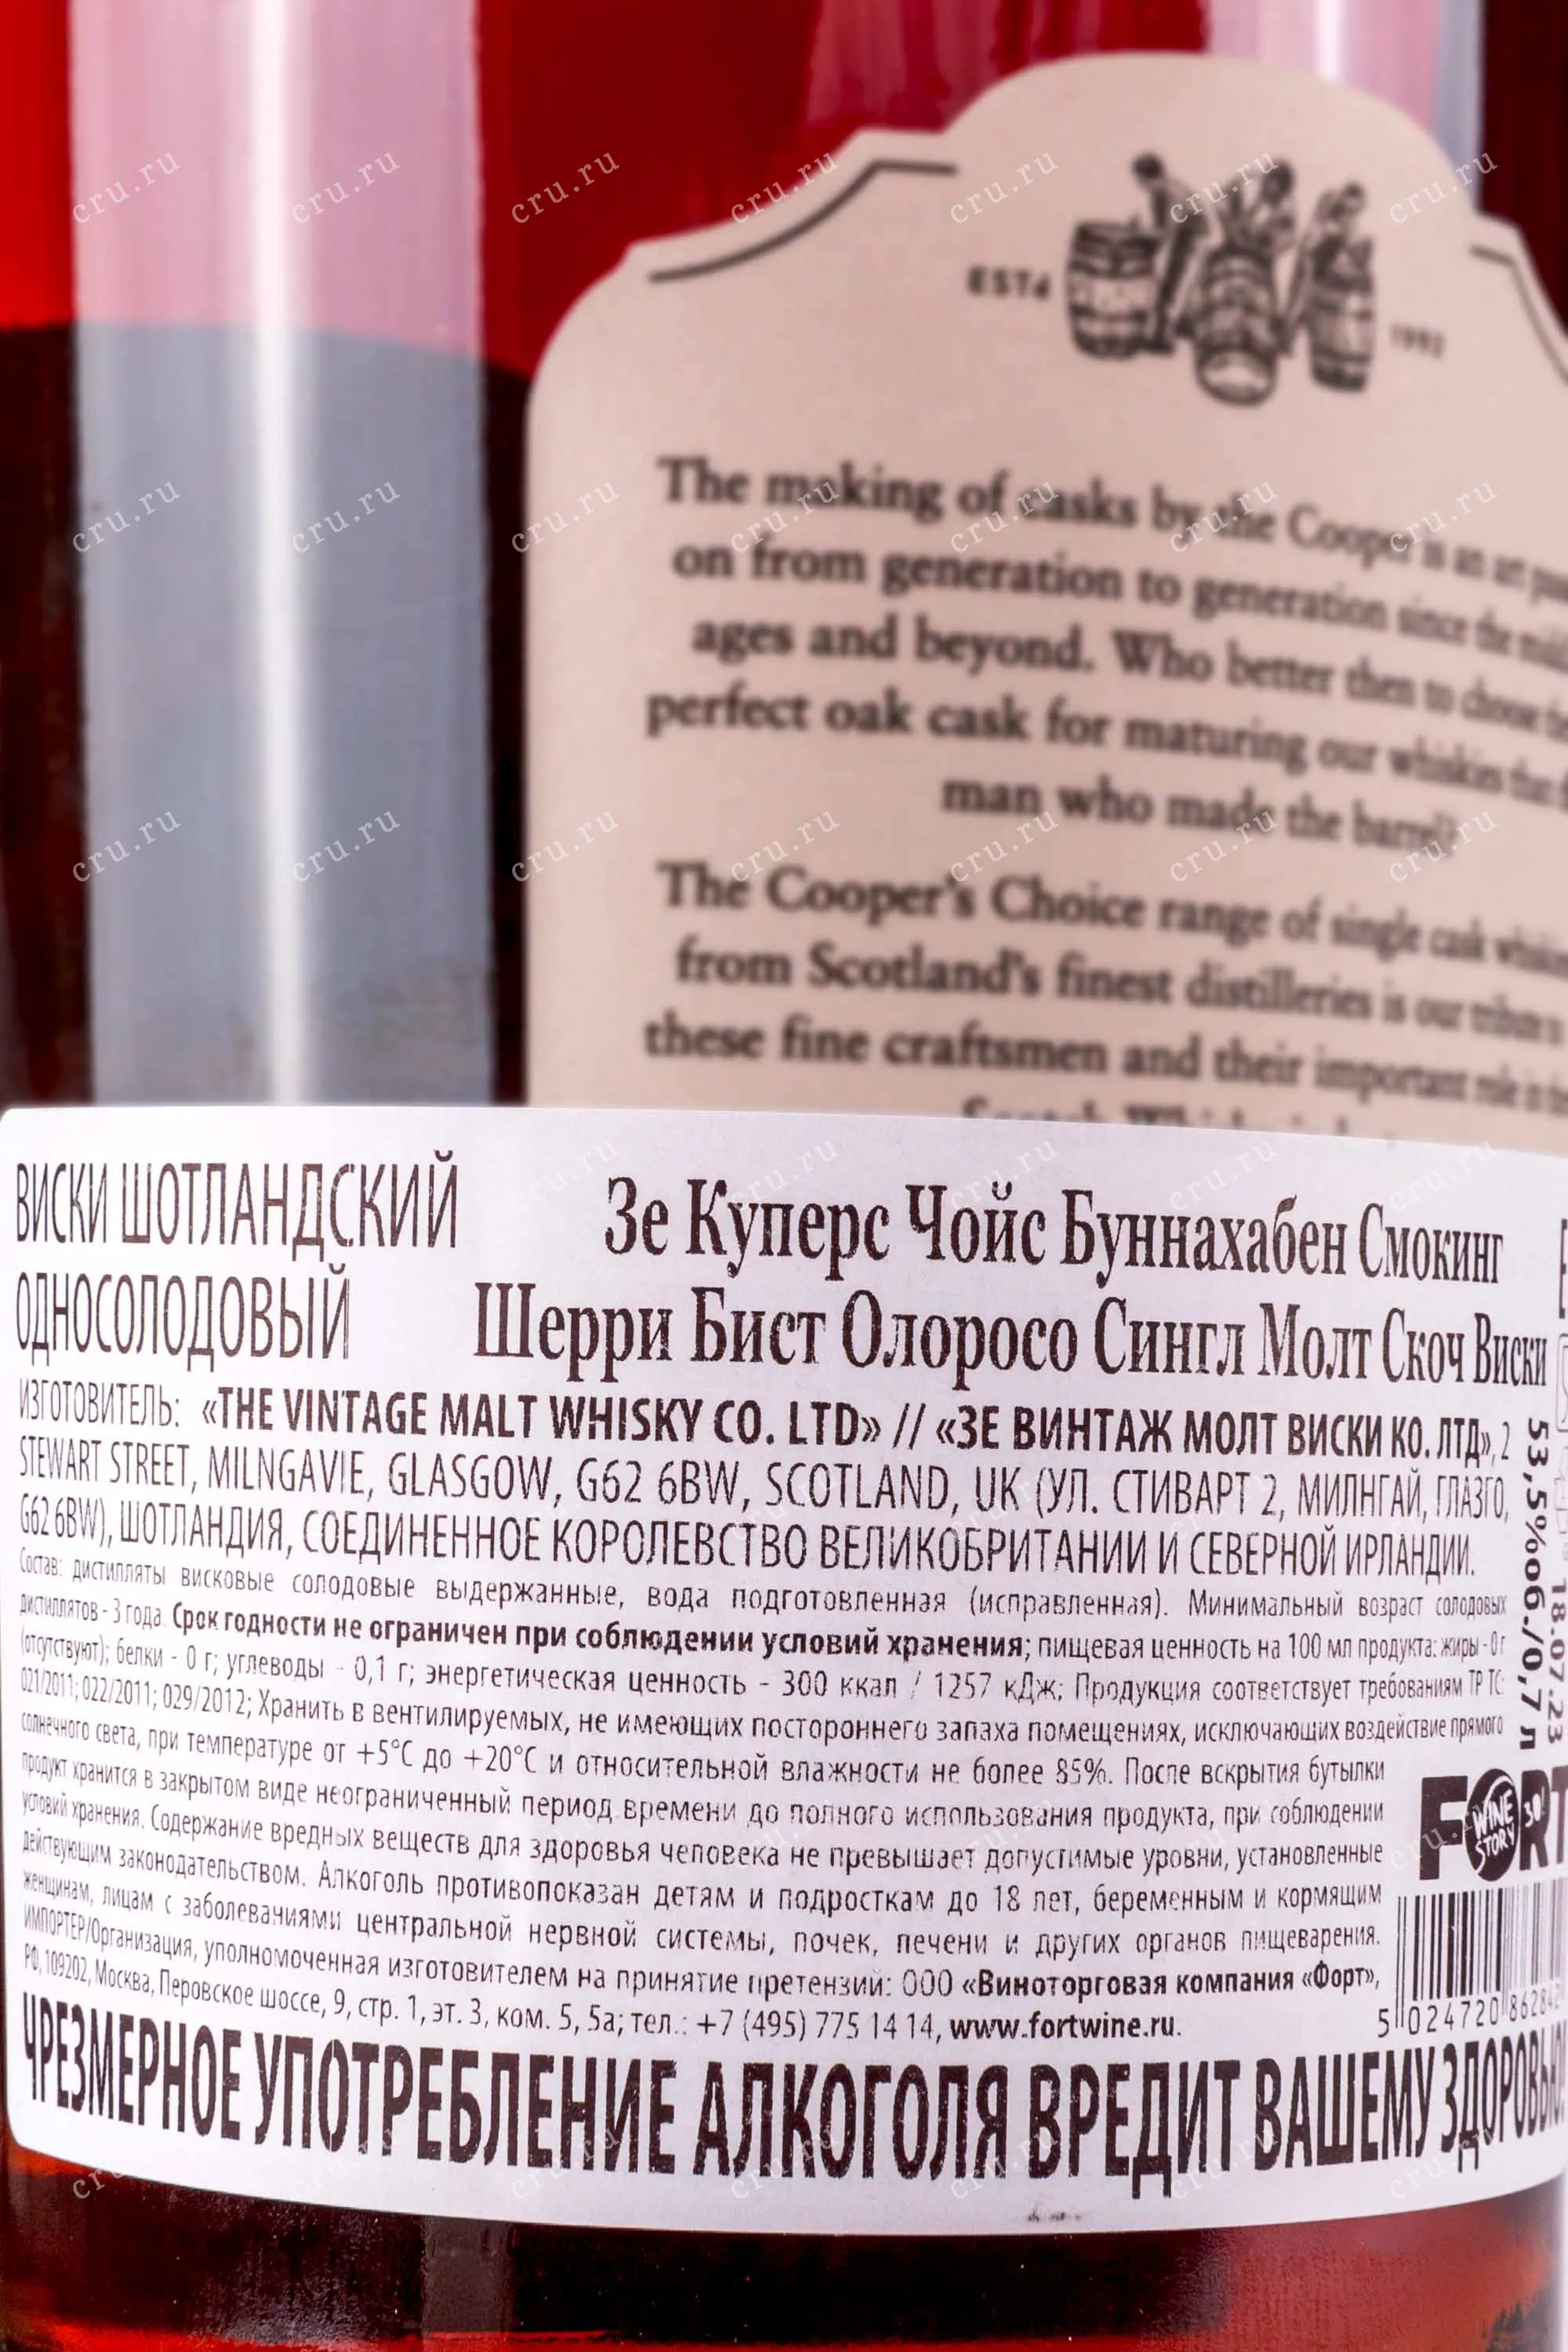 ESTd 1992
The making of casks by the Cooper is an art
on from generation to generation since the
ages and beyond. Who better then to choose
perfect oak cask for maturing our whiskies that
man who made the barrel?
The Cooper's Choice range of single cask
from Scotland's finest distilleries is our tribute
these fine craftsmen and their important role in
ВИСКИ ШОТЛАНДСКИЙ
ОДНОСОЛОДОВЫЙ
Зе Куперс Чойс Буннахабен Смокинг
Шерри Бист Олоросо Сингл Молт Скоч Виски
ИЗГОТОВИТЕЛЬ: «THE VINTAGE MALT WHISKY CO. LTD» // «ЗЕ ВИНТАЖ МОЛТ ВИСКИ КО. ЛТД», 2
STEWART STREET, MILNGAVIE, GLASGOW, G62 6BW, SCOTLAND, UK (УЛ. СТИВАРТ 2, МИЛНГАЙ, ГЛАЗГО,
G62 6BW), ШОТЛАНДИЯ, СОЕДИНЕННОЕ КОРОЛЕВСТВО ВЕЛИКОБРИТАНИИ И СЕВЕРНОЙ ИРЛАНДИИ.
Состав: дистилляты висковые солодовые выдержанные, вода подготовленная (исправленная). Минимальный возраст солодовых
дистиллятов - 3 года. Срок годности не ограничен при соблюдении условий хранения; пищевая ценность на 100 мл продукта: жиры - 0 г
(отсутствуют); белки - 0 г; углеводы - 0,1 г; энергетическая ценность - 300 ккал / 1257 кДж; Продукция соответствует требованиям ТР ТС:
021/2011; 022/2011; 029/2012; Хранить в вентилируемых, не имеющих постороннего запаха помещениях, исключающих воздействие прямого
солнечного света, при температуре от +5°С до +20°С и относительной влажности не более 85%. После вскрытия бутылки
продукт хранится в закрытом виде неограниченный период времени до полного использования продукта, при соблюдении
условий хранения. Содержание вредных веществ для здоровья человека не превышает допустимые уровни, установленные
действующим законодательством. Алкоголь противопоказан детям и подросткам до 18 лет, беременным и кормящим
женщинам, лицам с заболеваниями центральной нервной системы, почек, печени и других органов пищеварения.
ИМПОРТЕР/Организация, уполномоченная изготовителем на принятие претензий: ООО «Виноторговая компания «Форт»,
РФ, 109202, Москва, Перовское шоссе, 9, стр. 1, эт. 3, ком. 5, 5а; тел.: +7 (495) 775 14 14, www.fortwine.ru.
53,5%об./0,7 л
18.07.23
FORT
WINE
STORY
5 024720 8628
ЧРЕЗМЕРНОЕ УПОТРЕБЛЕНИЕ АЛКОГОЛЯ ВРЕДИТ ВАШЕМУ ЗДОРОВЬЮ
cru.ru